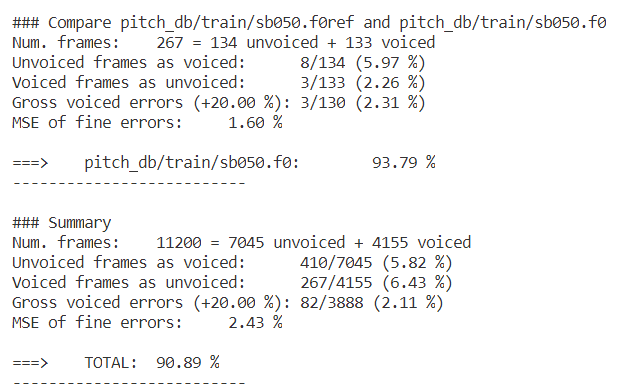 ### Compare pitch_db/train/sb050.f0ref and pitch_db/train/sb050.f0
Num. frames:    267 = 134 unvoiced + 133 voiced
Unvoiced frames as voiced:      8/134 (5.97 %)
Voiced frames as unvoiced:      3/133 (2.26 %)
Gross voiced errors (+20.00 %): 3/130 (2.31 %)
MSE of fine errors:     1.60 %
===>    pitch_db/train/sb050.f0:        93.79 %
--------------------------
### Summary
Num. frames:    11200 = 7045 unvoiced + 4155 voiced
Unvoiced frames as voiced:      410/7045 (5.82 %)
Voiced frames as unvoiced:      267/4155 (6.43 %)
Gross voiced errors (+20.00 %): 82/3888 (2.11 %)
MSE of fine errors:     2.43 %
===>    TOTAL:  90.89 %
--------------------------